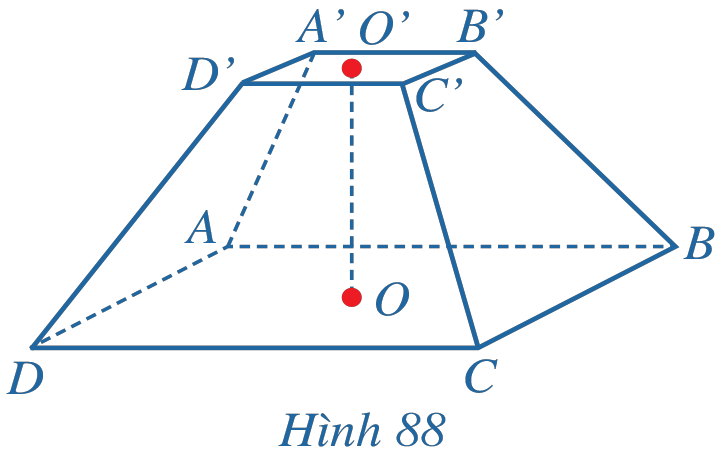 A’ O’ B’
D’ C’
A B
O
D C
Hình 88